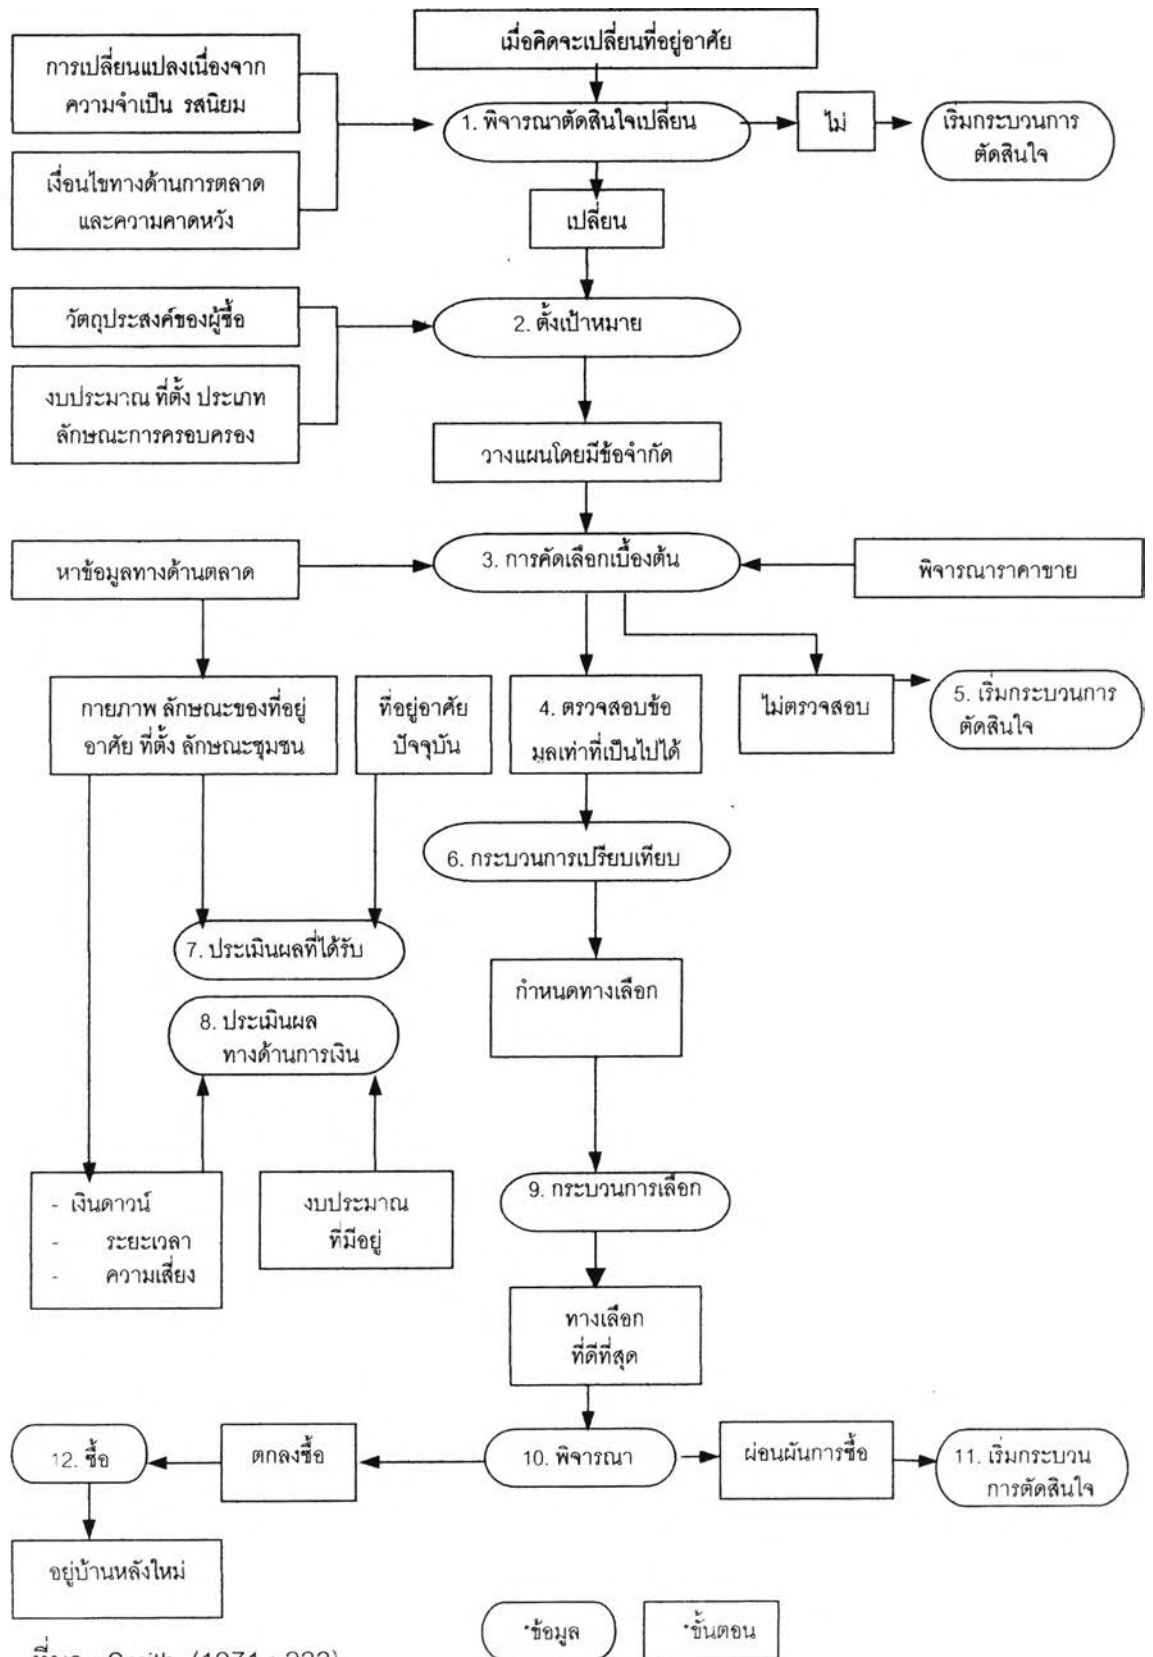 เมื่อคิดจะเปลี่ยนที่อยู่อาศัย
การเปลี่ยนแปลงเนื่องจาก
ความจำเป็น รสนิยม
1. พิจารณาตัดสินใจเปลี่ยน
ไม่
เริ่มกระบวนการ
ตัดสินใจ
เงื่อนไขทางด้านการตลาด
และความคาดหวัง
เปลี่ยน
วัตถุประสงค์ของผู้ซื้อ
2. ตั้งเป้าหมาย
งบประมาณ ที่ตั้ง ประเภท
ลักษณะการครอบครอง
วางแผนโดยมีข้อจำกัด
หาข้อมูลทางด้านตลาด
3. การคัดเลือกเบื้องต้น
พิจารณาราคาขาย
กายภาพ ลักษณะของที่อยู่
อาศัย ที่ตั้ง ลักษณะชุมชน
ที่อยู่อาศัย
ปัจจุบัน
4. ตรวจสอบข้อ
มูลเท่าที่เป็นไปได้
ไม่ตรวจสอบ
5. เริ่มกระบวนการ
ตัดสินใจ
6. กระบวนการเปรียบเทียบ
7. ประเมินผลที่ได้รับ
กำหนดทางเลือก
8. ประเมินผล
ทางด้านการเงิน
- เงินดาวน์
- ระยะเวลา
- ความเสี่ยง
งบประมาณ
ที่มีอยู่
9. กระบวนการเลือก
ทางเลือก
ที่ดีที่สุด
12. ซื้อ
ตกลงซื้อ
10. พิจารณา
ผ่อนผันการซื้อ
11. เริ่มกระบวน
การตัดสินใจ
อยู่บ้านหลังใหม่
*ข้อมูล
*ขั้นตอน